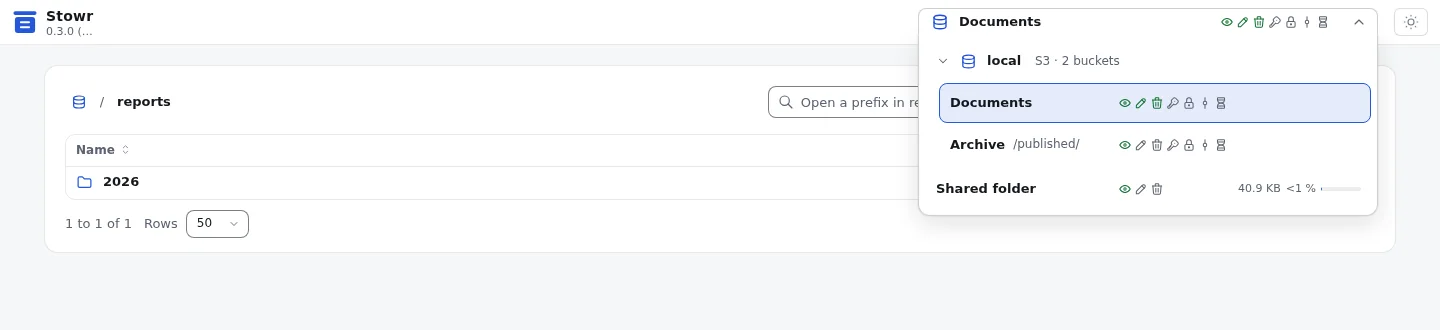 Stowr
0.3.0 (...
Documents
local S3 · 2 buckets
Documents
Archive /published/
Shared folder 40.9 KB <1 %
/ reports
Open a prefix in re
Name
2026
1 to 1 of 1 Rows 50